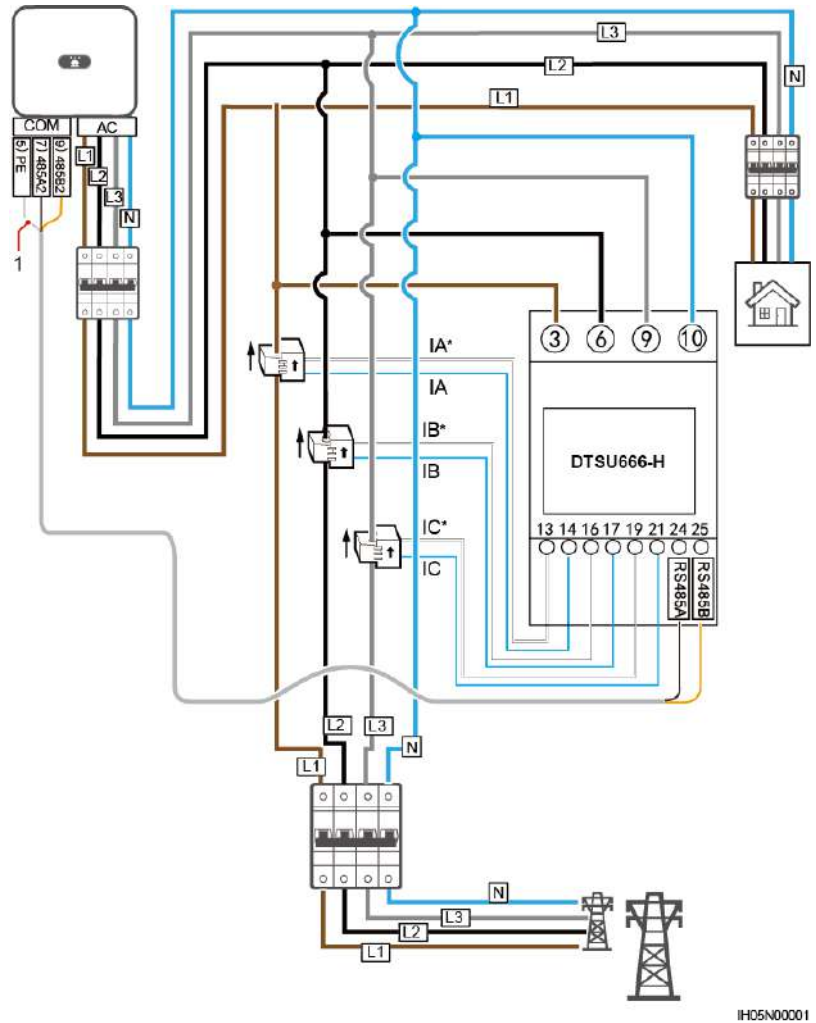 L3
L2
L1
N
COM
AC
5) PE
7) 485A2
9) 485B2
L1
L2
L3
N
1
3
6
9
10
IA*
IA
IB*
IB
IC*
IC
DTSU666-H
13 14 16 17 19 21 24 25
RS485A
RS485B
L2
L3
N
L1
N
L3
L2
L1
IH05N00001